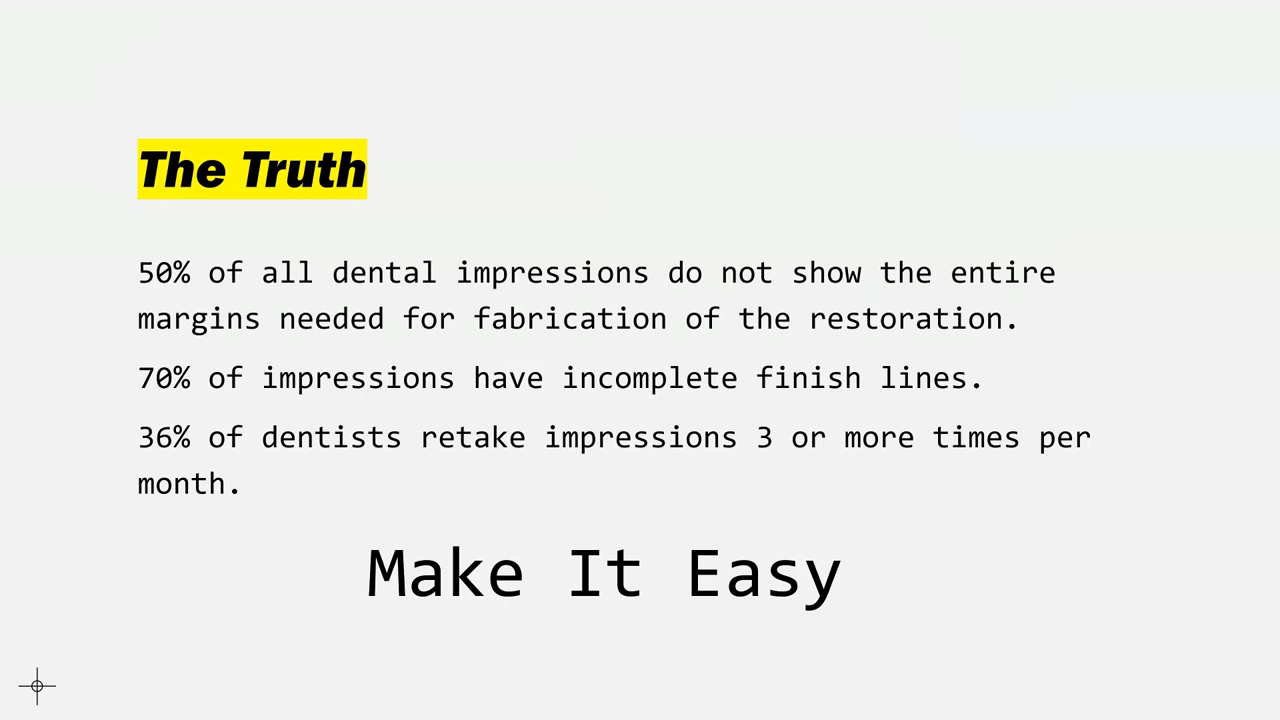 The Truth
50% of all dental impressions do not show the entire
margins needed for fabrication of the restoration.
70% of impressions have incomplete finish lines.
36% of dentists retake impressions 3 or more times per
month.
Make It Easy